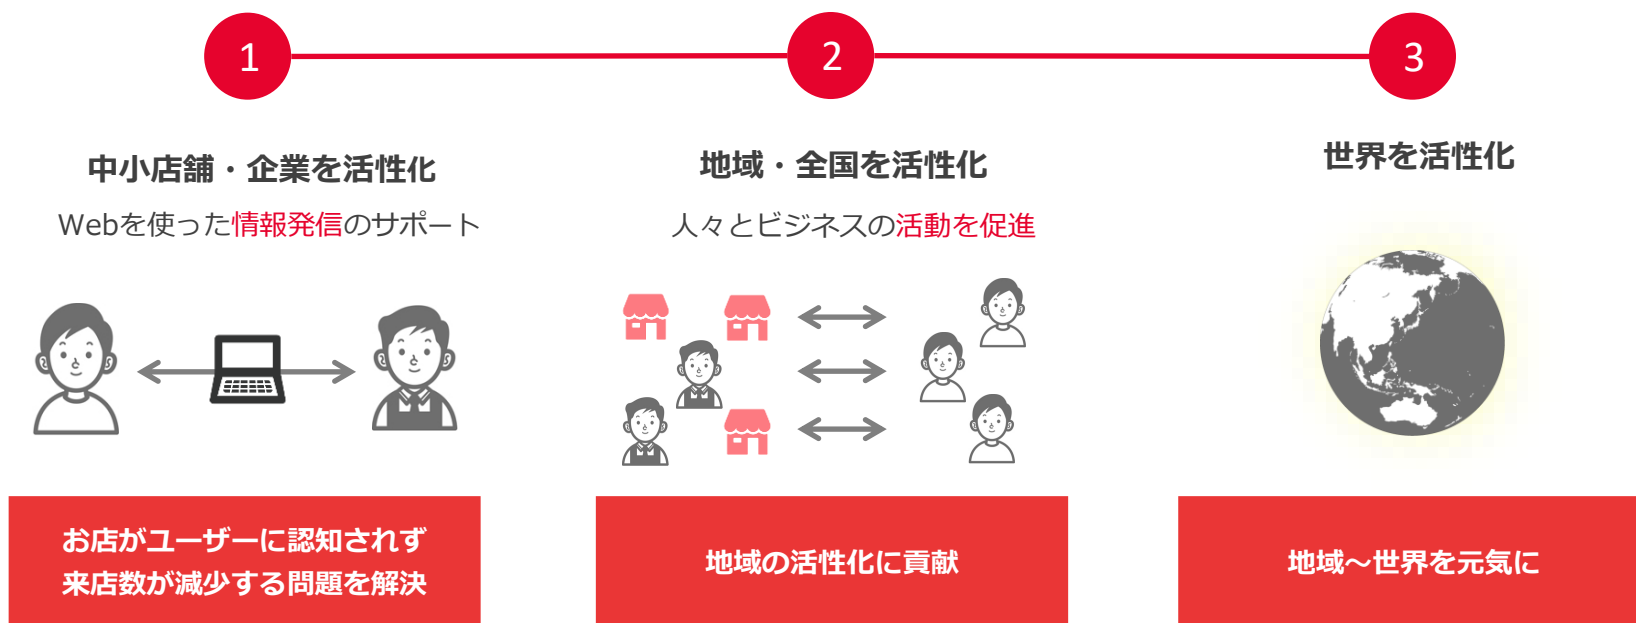 1
2
3
中小店舗・企業を活性化
Webを使った情報発信のサポート
お店がユーザーに認知されず
来店数が減少する問題を解決
地域・全国を活性化
人々とビジネスの活動を促進
地域の活性化に貢献
世界を活性化
地域～世界を元気に